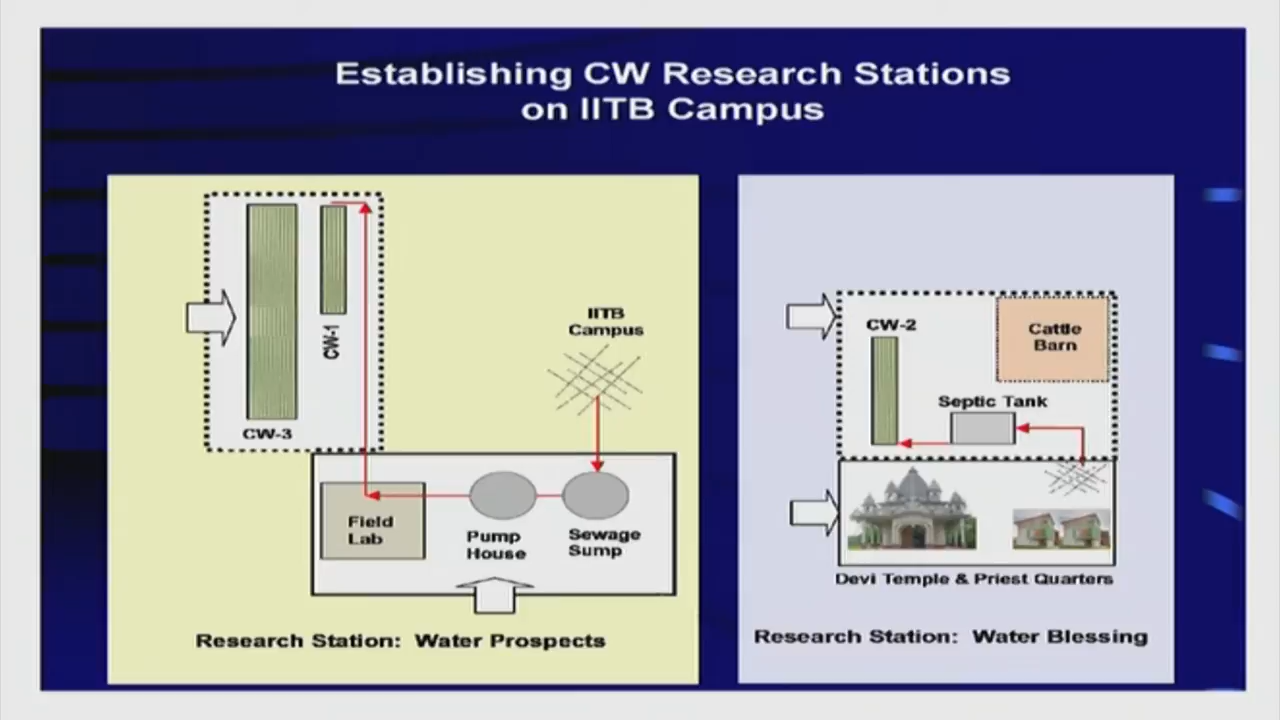 Establishing CW Research Stations
on IITB Campus
CW-1
CW-3
IITB
Campus
Field
Lab
Pump
House
Sewage
Sump
Research Station: Water Prospects
CW-2
Cattle
Barn
Septic Tank
Devi Temple & Priest Quarters
Research Station: Water Blessing